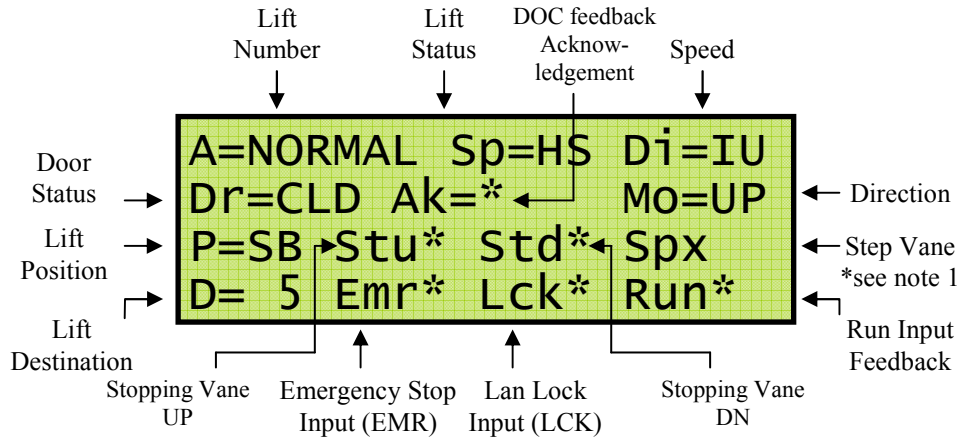 Lift Number
Lift Status
DOC feedback Acknow-ledgement
Speed
A=NORMAL Sp=HS Di=IU
Door Status
Dr=CLD Ak=* Mo=UP
Direction
Lift Position
P=SB Stu* Std* Spx
Step Vane *see note 1
D= 5 Emr* Lck* Run*
Lift Destination
Run Input Feedback
Stopping Vane UP
Emergency Stop Input (EMR)
Lan Lock Input (LCK)
Stopping Vane DN